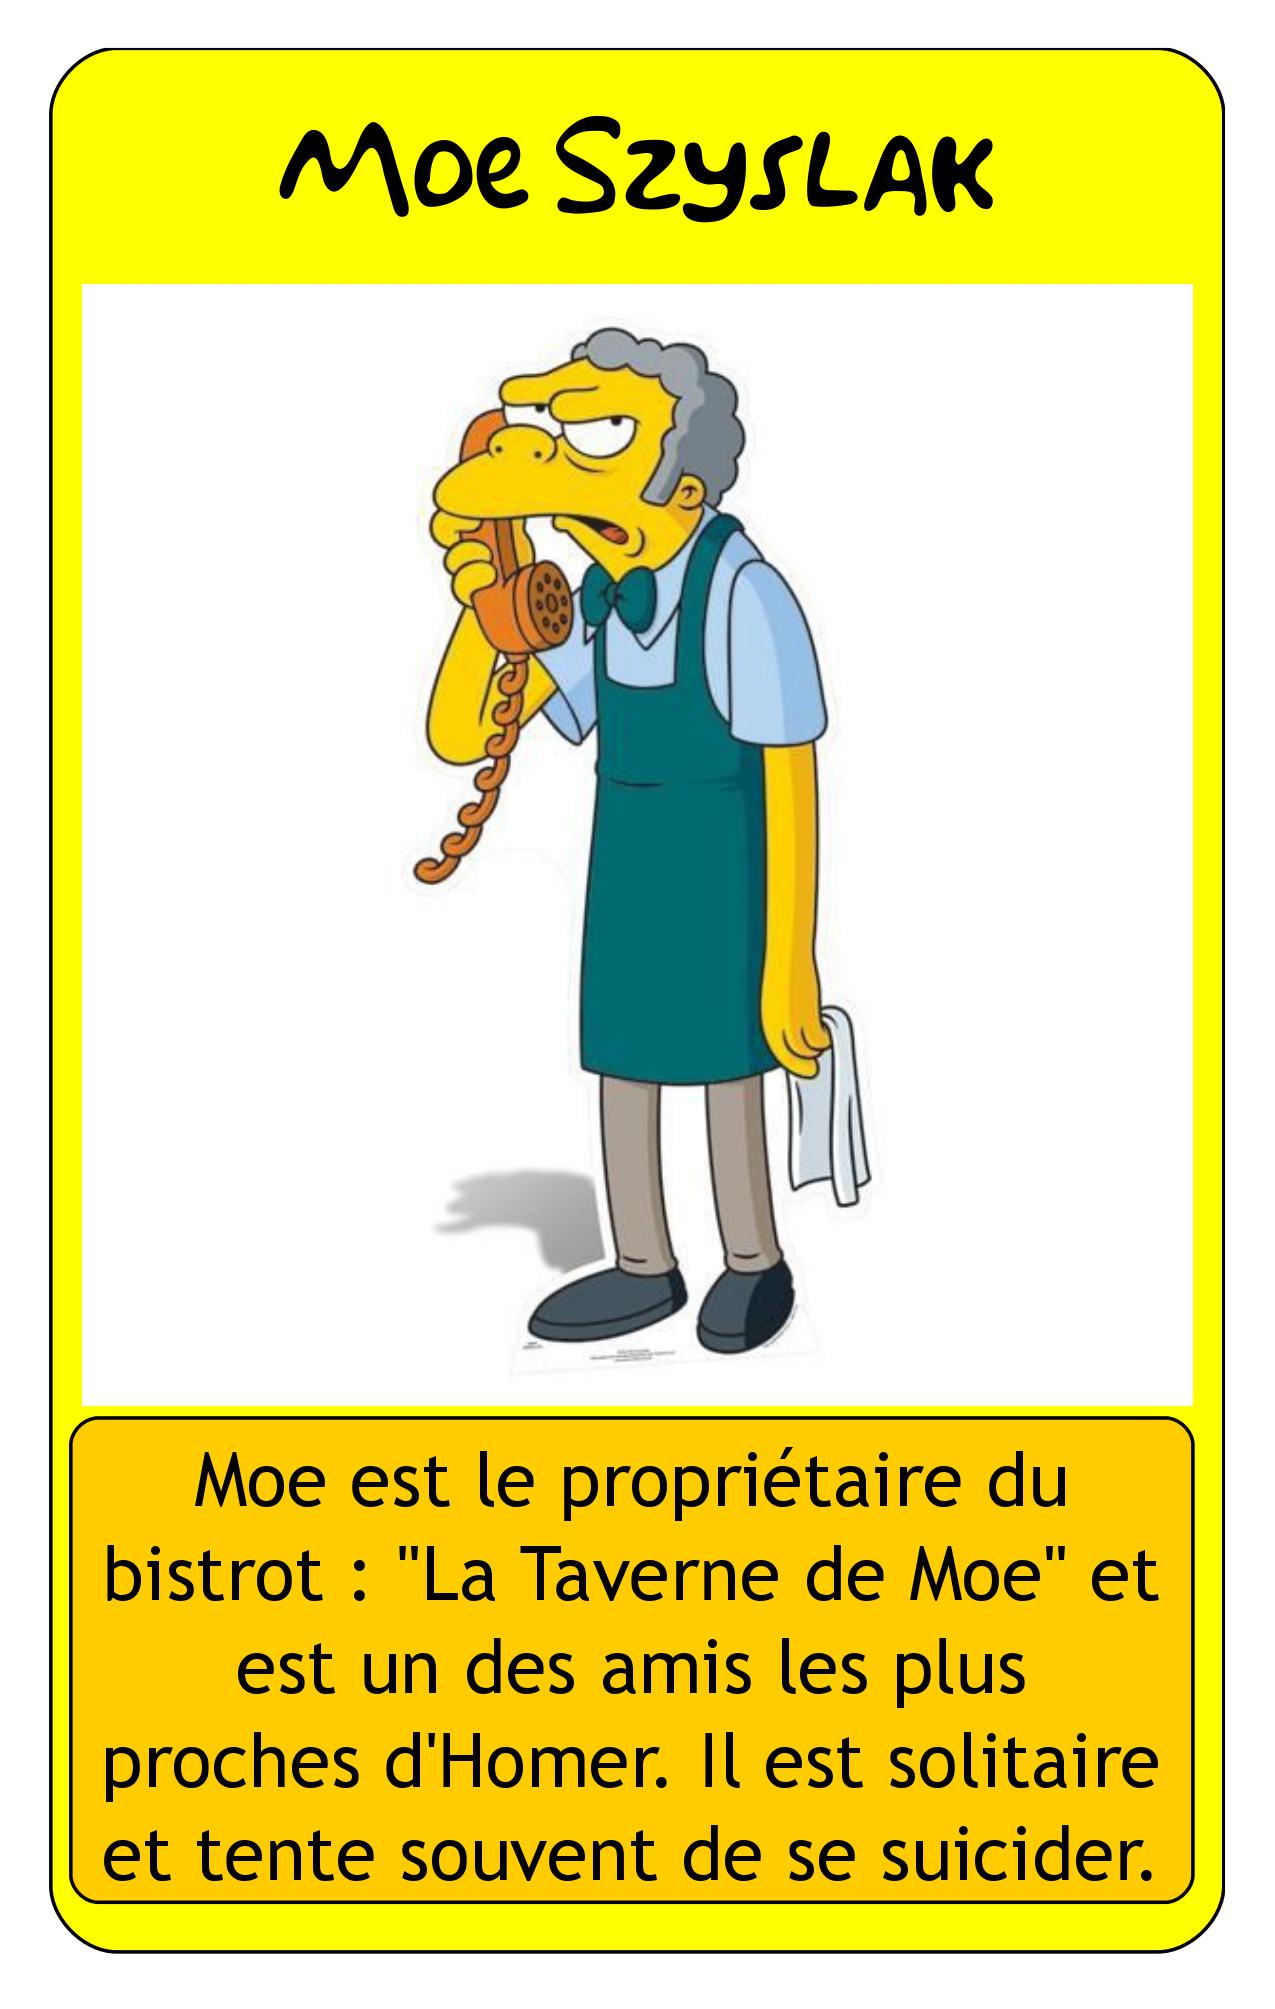 Moe Szyslak
Moe est le propriétaire du
bistrot : "La Taverne de Moe" et
est un des amis les plus
proches d'Homer. Il est solitaire
et tente souvent de se suicider.